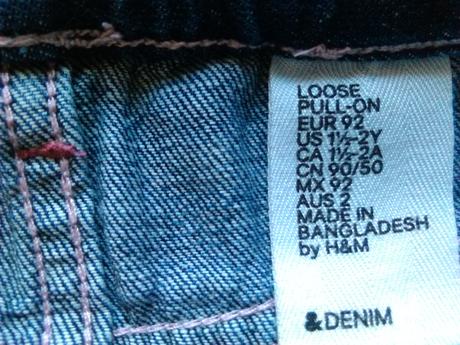 LOOSE
PULL-ON
EUR 92
US 1½-2Y
CA 1½-2A
CN 90/50
MX 92
AUS 2
MADE IN
BANGLADESH
by H&M
&DENIM